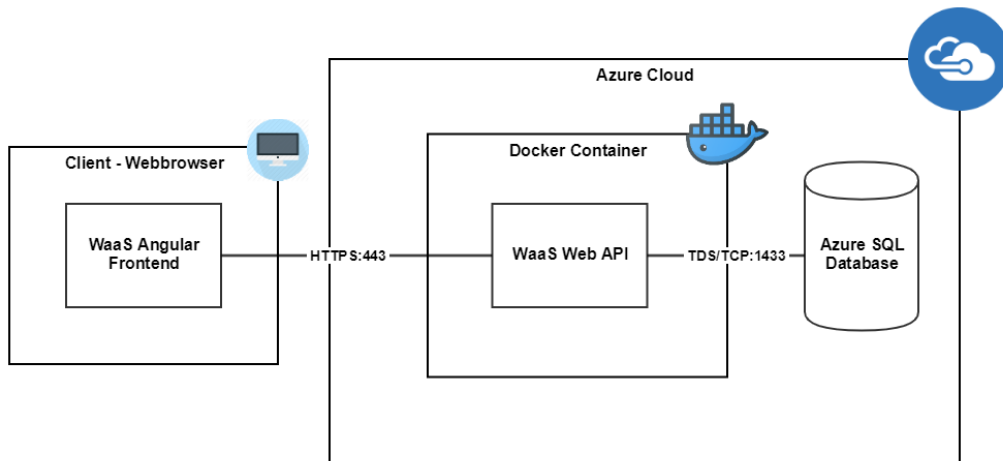 Azure Cloud
Client - Webbrowser
Docker Container
WaaS Angular
Frontend
HTTPS:443
WaaS Web API
TDS/TCP:1433
Azure SQL
Database